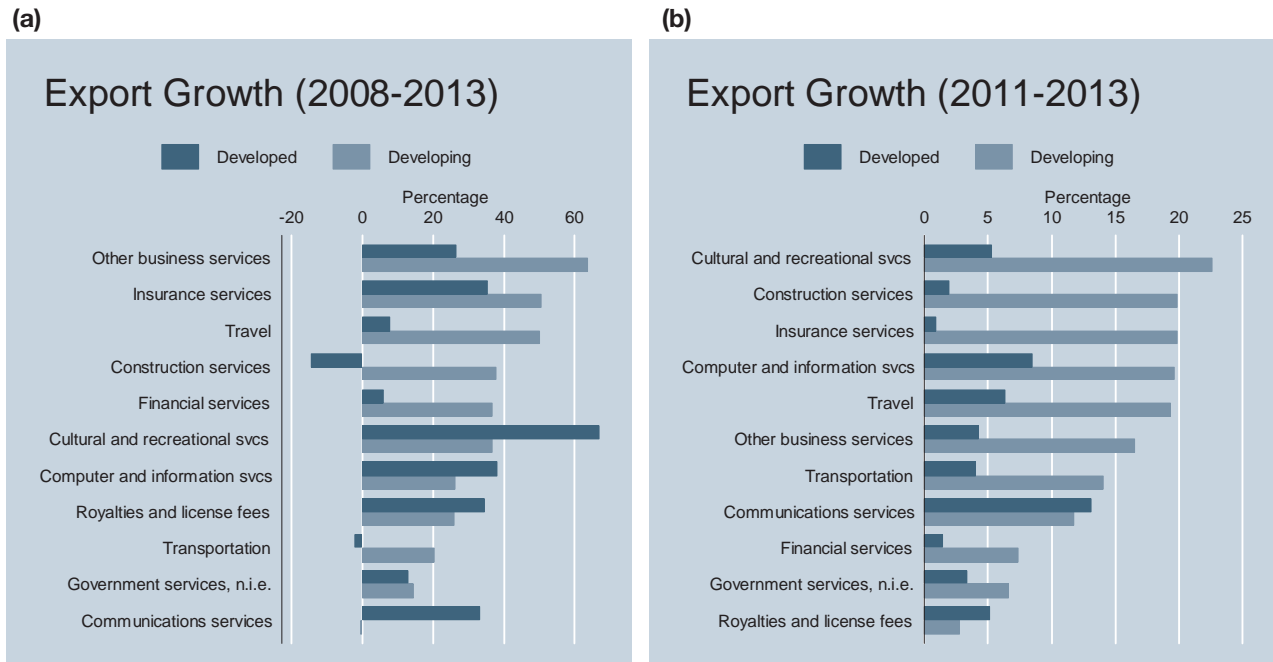 (a)
Export Growth (2008-2013)
Developed Developing
Percentage
-20 0 20 40 60
Other business services
Insurance services
Travel
Construction services
Financial services
Cultural and recreational svcs
Computer and information svcs
Royalties and license fees
Transportation
Government services, n.i.e.
Communications services
(b)
Export Growth (2011-2013)
Developed Developing
Percentage
0 5 10 15 20 25
Cultural and recreational svcs
Construction services
Insurance services
Computer and information svcs
Travel
Other business services
Transportation
Communications services
Financial services
Government services, n.i.e.
Royalties and license fees